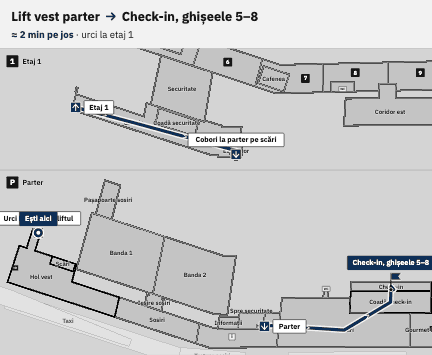 Lift vest parter → Check-in, ghișeele 5–8
≈ 2 min pe jos · urci la etaj 1
1 Etaj 1
6
Cafenea
7
8
9
Securitate
Coridor est
Etaj 1
Coadă securitate
Cobori la parter pe scări
P Parter
Pașapoarte sosiri
Urci
Ești aici
liftul
Scări
Hol vest
Banda 1
Banda 2
Check-in, ghișeele 5–8
Check-in
Coadă check-in
Ieșire sosiri
Spre securitate
Sosiri
Informații
Parter
Taxi
Gourmet